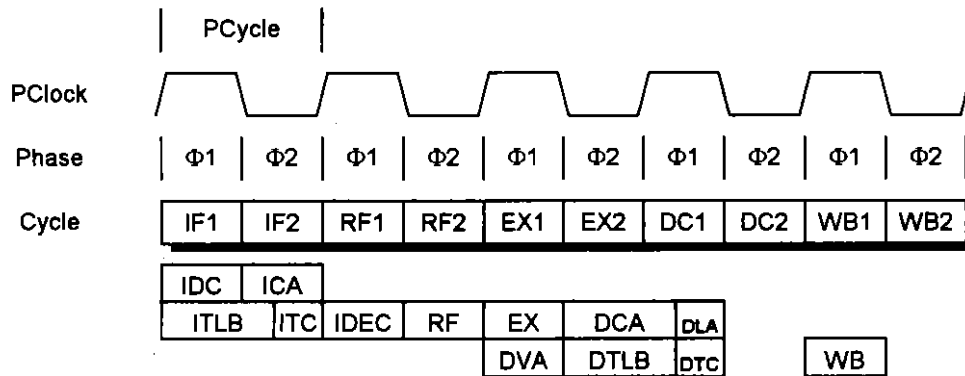 PCycle
PClock
Phase Φ1 Φ2 Φ1 Φ2 Φ1 Φ2 Φ1 Φ2 Φ1 Φ2
Cycle IF1 IF2 RF1 RF2 EX1 EX2 DC1 DC2 WB1 WB2
IDC ICA
ITLB ITC IDEC RF EX DCA DLA
DVA DTLB DTC WB